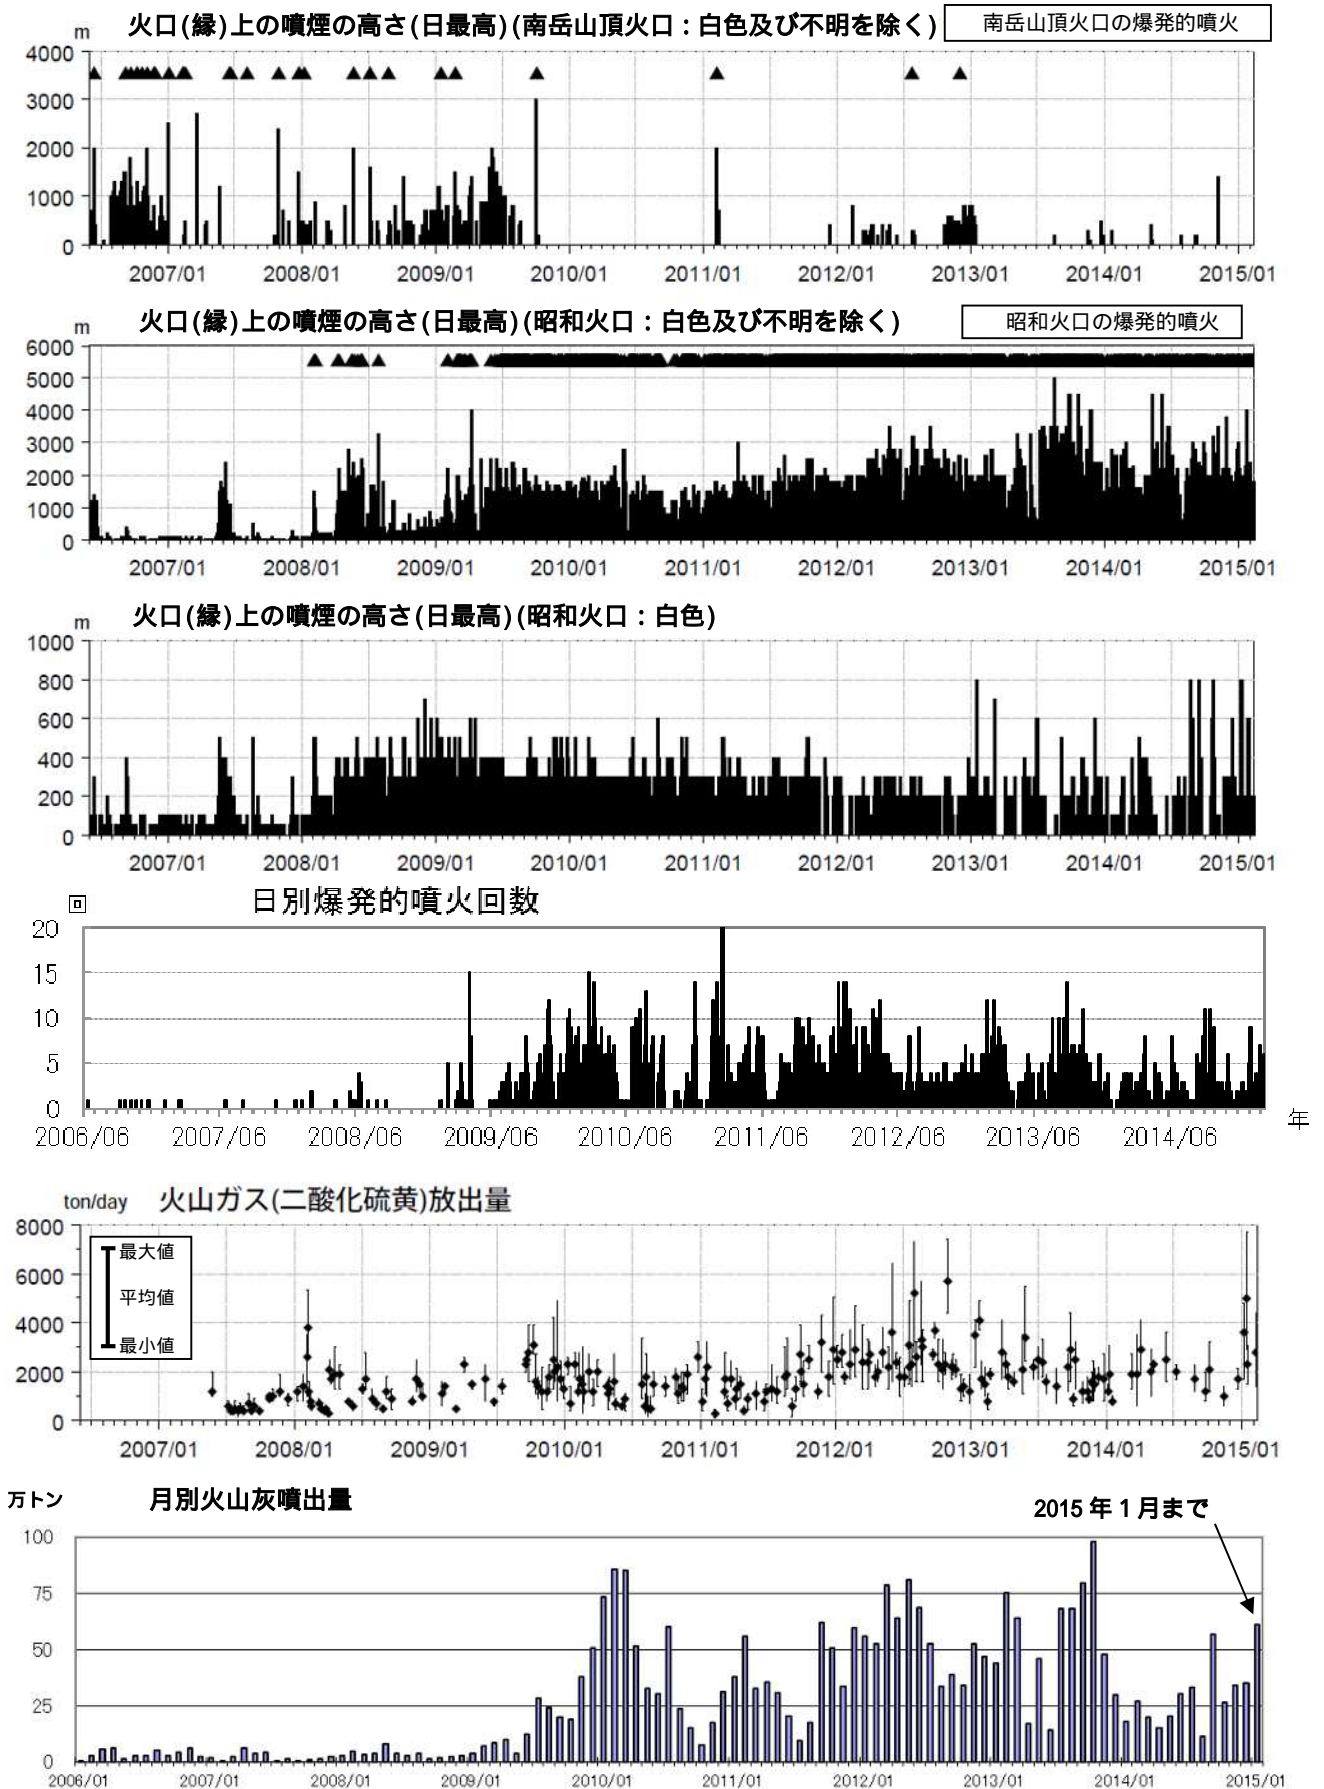 火口(縁)上の噴煙の高さ(日最高)(南岳山頂火口：白色及び不明を除く)
南岳山頂火口の爆発的噴火
m
4000
3000
2000
1000
0
2007/01 2008/01 2009/01 2010/01 2011/01 2012/01 2013/01 2014/01 2015/01
火口(縁)上の噴煙の高さ(日最高)(昭和火口：白色及び不明を除く)
昭和火口の爆発的噴火
m
6000
5000
4000
3000
2000
1000
0
2007/01 2008/01 2009/01 2010/01 2011/01 2012/01 2013/01 2014/01 2015/01
火口(縁)上の噴煙の高さ(日最高)(昭和火口：白色)
m
1000
800
600
400
200
0
2007/01 2008/01 2009/01 2010/01 2011/01 2012/01 2013/01 2014/01 2015/01
回
日別爆発的噴火回数
20
15
10
5
0
2006/06 2007/06 2008/06 2009/06 2010/06 2011/06 2012/06 2013/06 2014/06
年
ton/day 火山ガス(二酸化硫黄)放出量
8000
6000
4000
2000
0
最大値
平均値
最小値
2007/01 2008/01 2009/01 2010/01 2011/01 2012/01 2013/01 2014/01 2015/01
万トン
月別火山灰噴出量
2015年1月まで
100
75
50
25
0
2006/01 2007/01 2008/01 2009/01 2010/01 2011/01 2012/01 2013/01 2014/01 2015/01